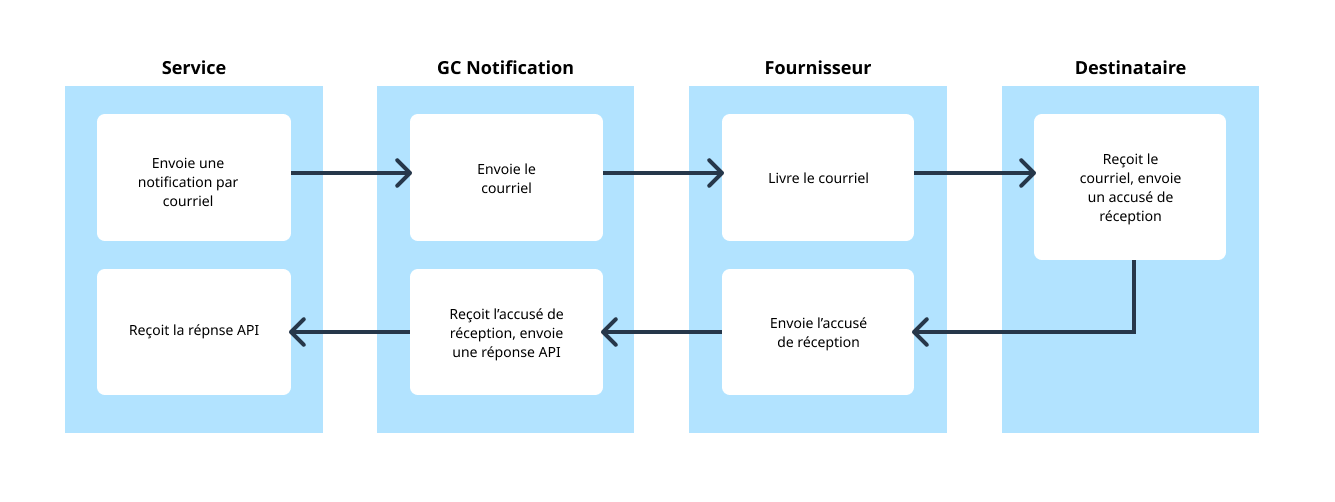 Service
GC Notification
Fournisseur
Destinataire
Envoie une
notification par
courriel
Envoie le
courriel
Livre le courriel
Reçoit le
courriel, envoie
un accusé de
réception
Reçoit la répnse API
Reçoit l’accusé de
réception, envoie
une réponse API
Envoie l’accusé
de réception